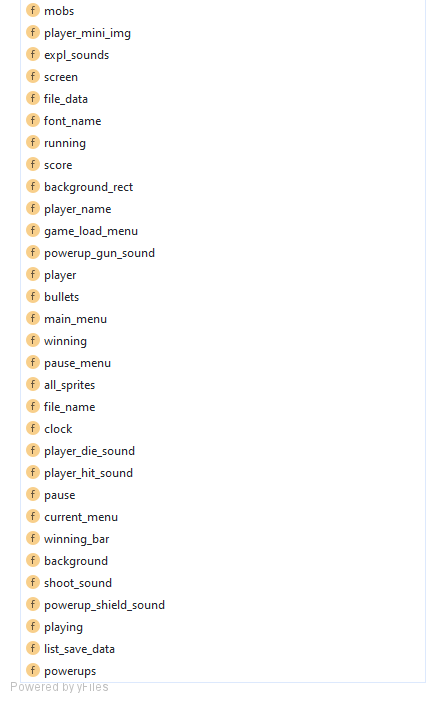 f mobs
f player_mini_img
f expl_sounds
f screen
f file_data
f font_name
f running
f score
f background_rect
f player_name
f game_load_menu
f powerup_gun_sound
f player
f bullets
f main_menu
f winning
f pause_menu
f all_sprites
f file_name
f clock
f player_die_sound
f player_hit_sound
f pause
f current_menu
f winning_bar
f background
f shoot_sound
f powerup_shield_sound
f playing
f list_save_data
f powerups
Powered by yFiles